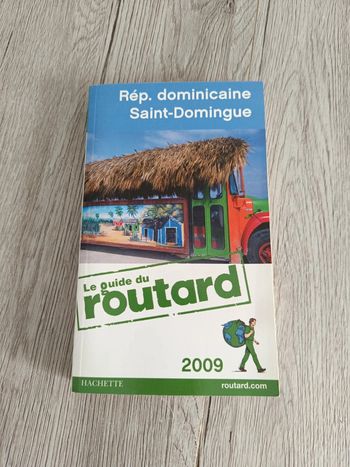 Rép. dominicaine
Saint-Domingue
Le guide du
routard
2009
HACHETTE
routard.com